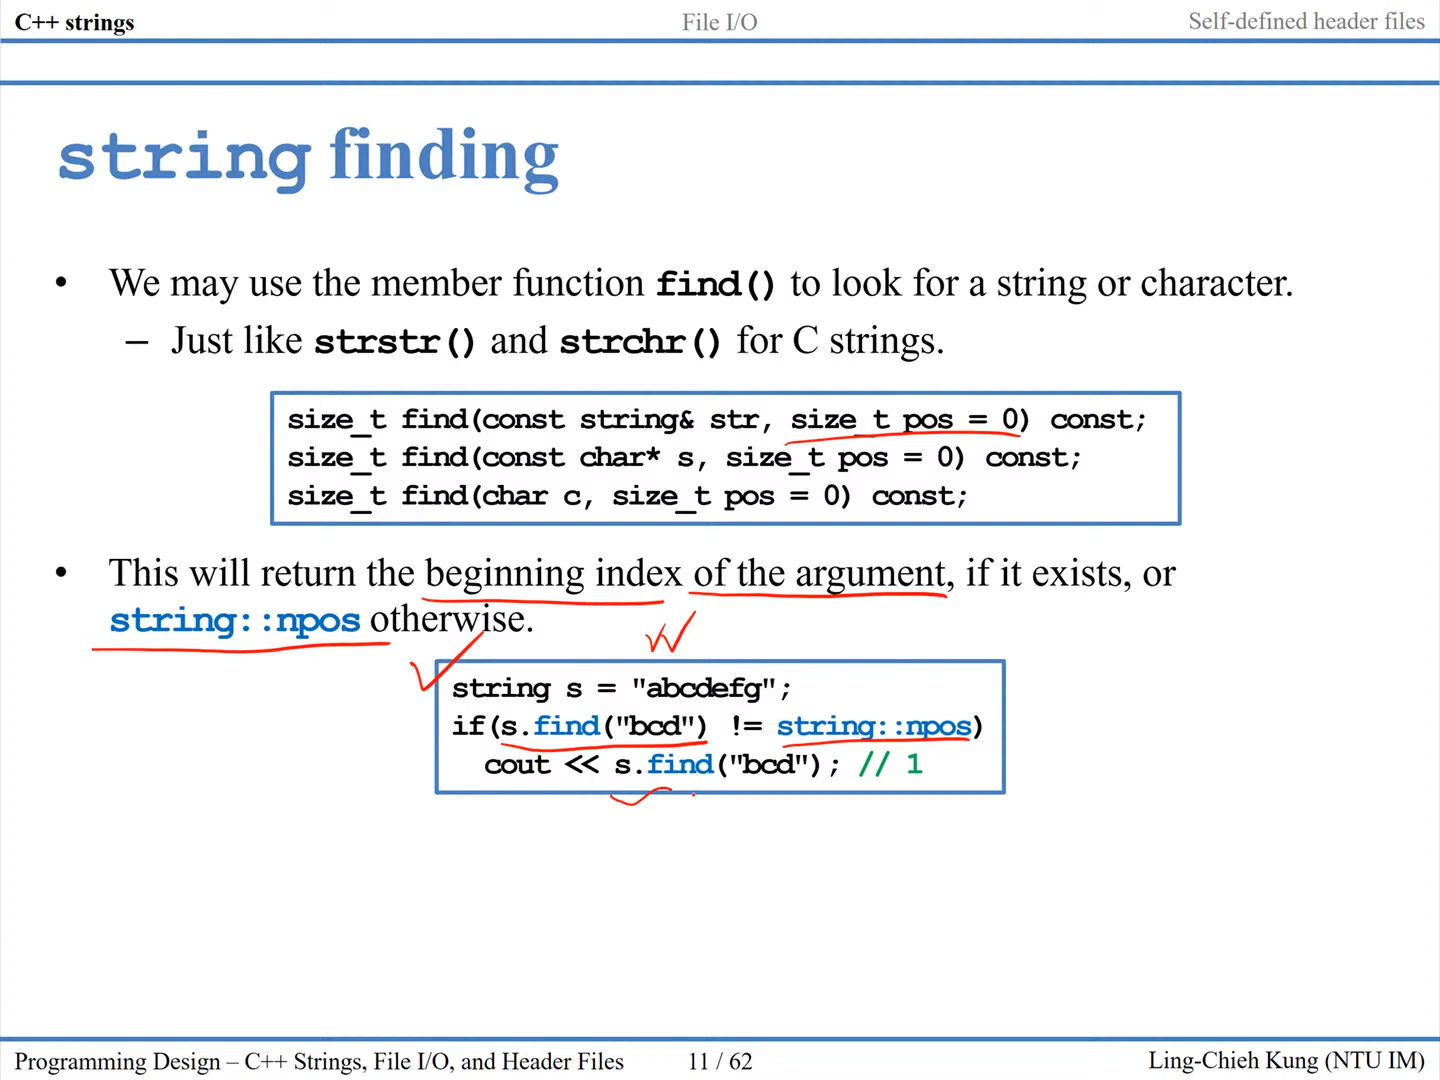 C++ strings File I/O Self-defined header files
string finding
• We may use the member function find() to look for a string or character.
– Just like strstr() and strchr() for C strings.
size_t find(const string& str, size_t pos = 0) const;
size_t find(const char* s, size_t pos = 0) const;
size_t find(char c, size_t pos = 0) const;
• This will return the beginning index of the argument, if it exists, or
string::npos otherwise.
string s = "abcdefg";
if(s.find("bcd") != string::npos)
cout << s.find("bcd"); // 1
Programming Design – C++ Strings, File I/O, and Header Files 11 / 62 Ling-Chieh Kung (NTU IM)